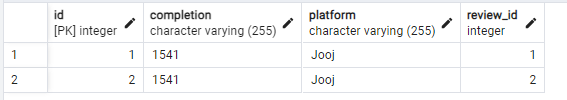 id completion platform review_id
[PK] integer character varying (255) character varying (255) integer
1 1 1541 Jooj 1
2 2 1541 Jooj 2